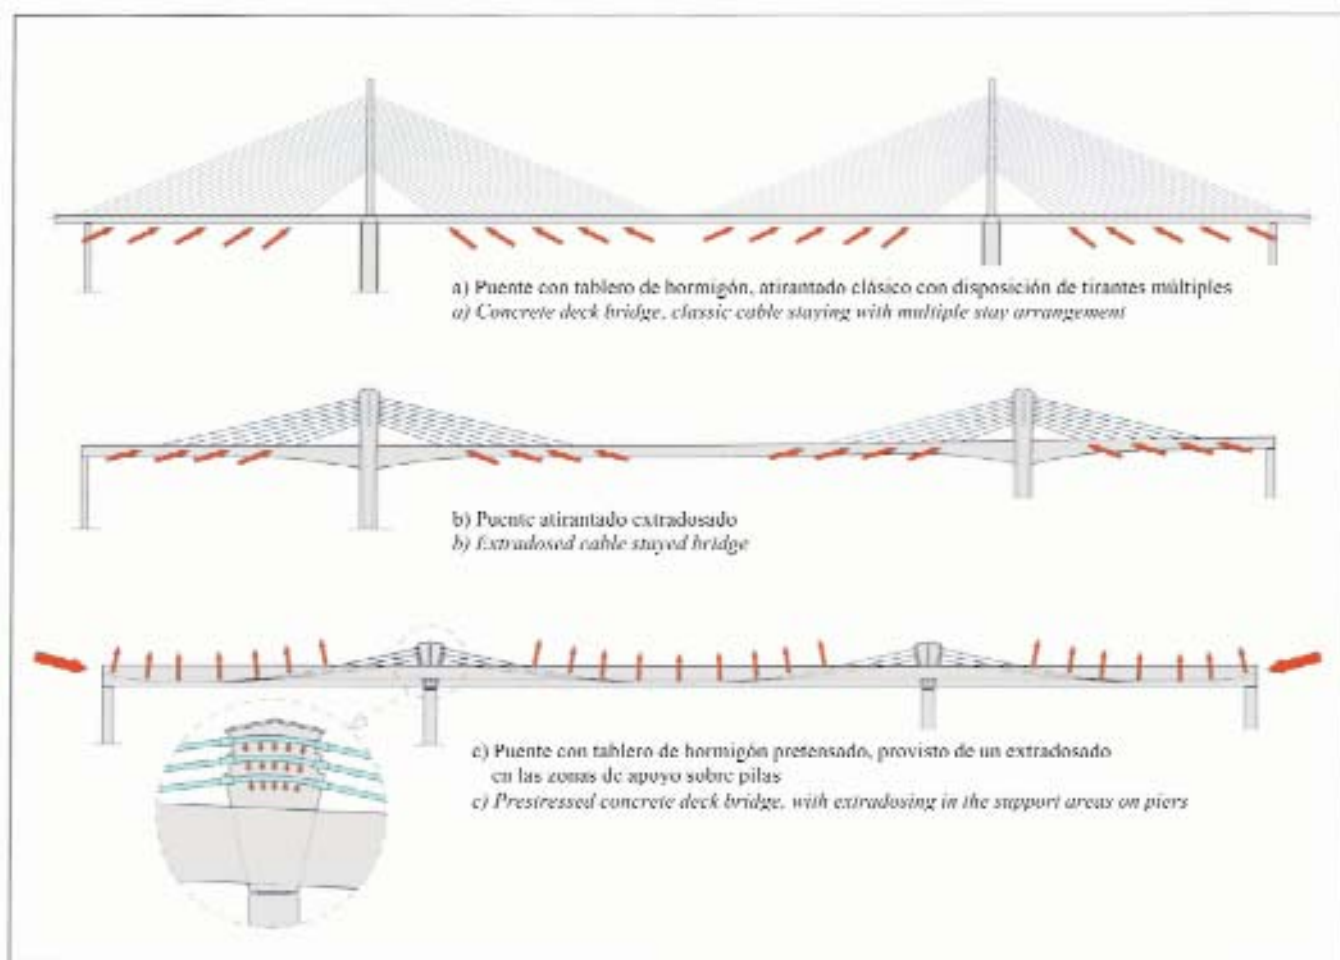 a) Puente con tablero de hormigón, atirantado clásico con disposición de tirantes múltiples
a) Concrete deck bridge, classic cable staying with multiple stay arrangement
b) Puente atirantado extradosado
b) Extradosed cable stayed bridge
c) Puente con tablero de hormigón pretensado, provisto de un extradosado
en las zonas de apoyo sobre pilas
c) Prestressed concrete deck bridge, with extradosing in the support areas on piers